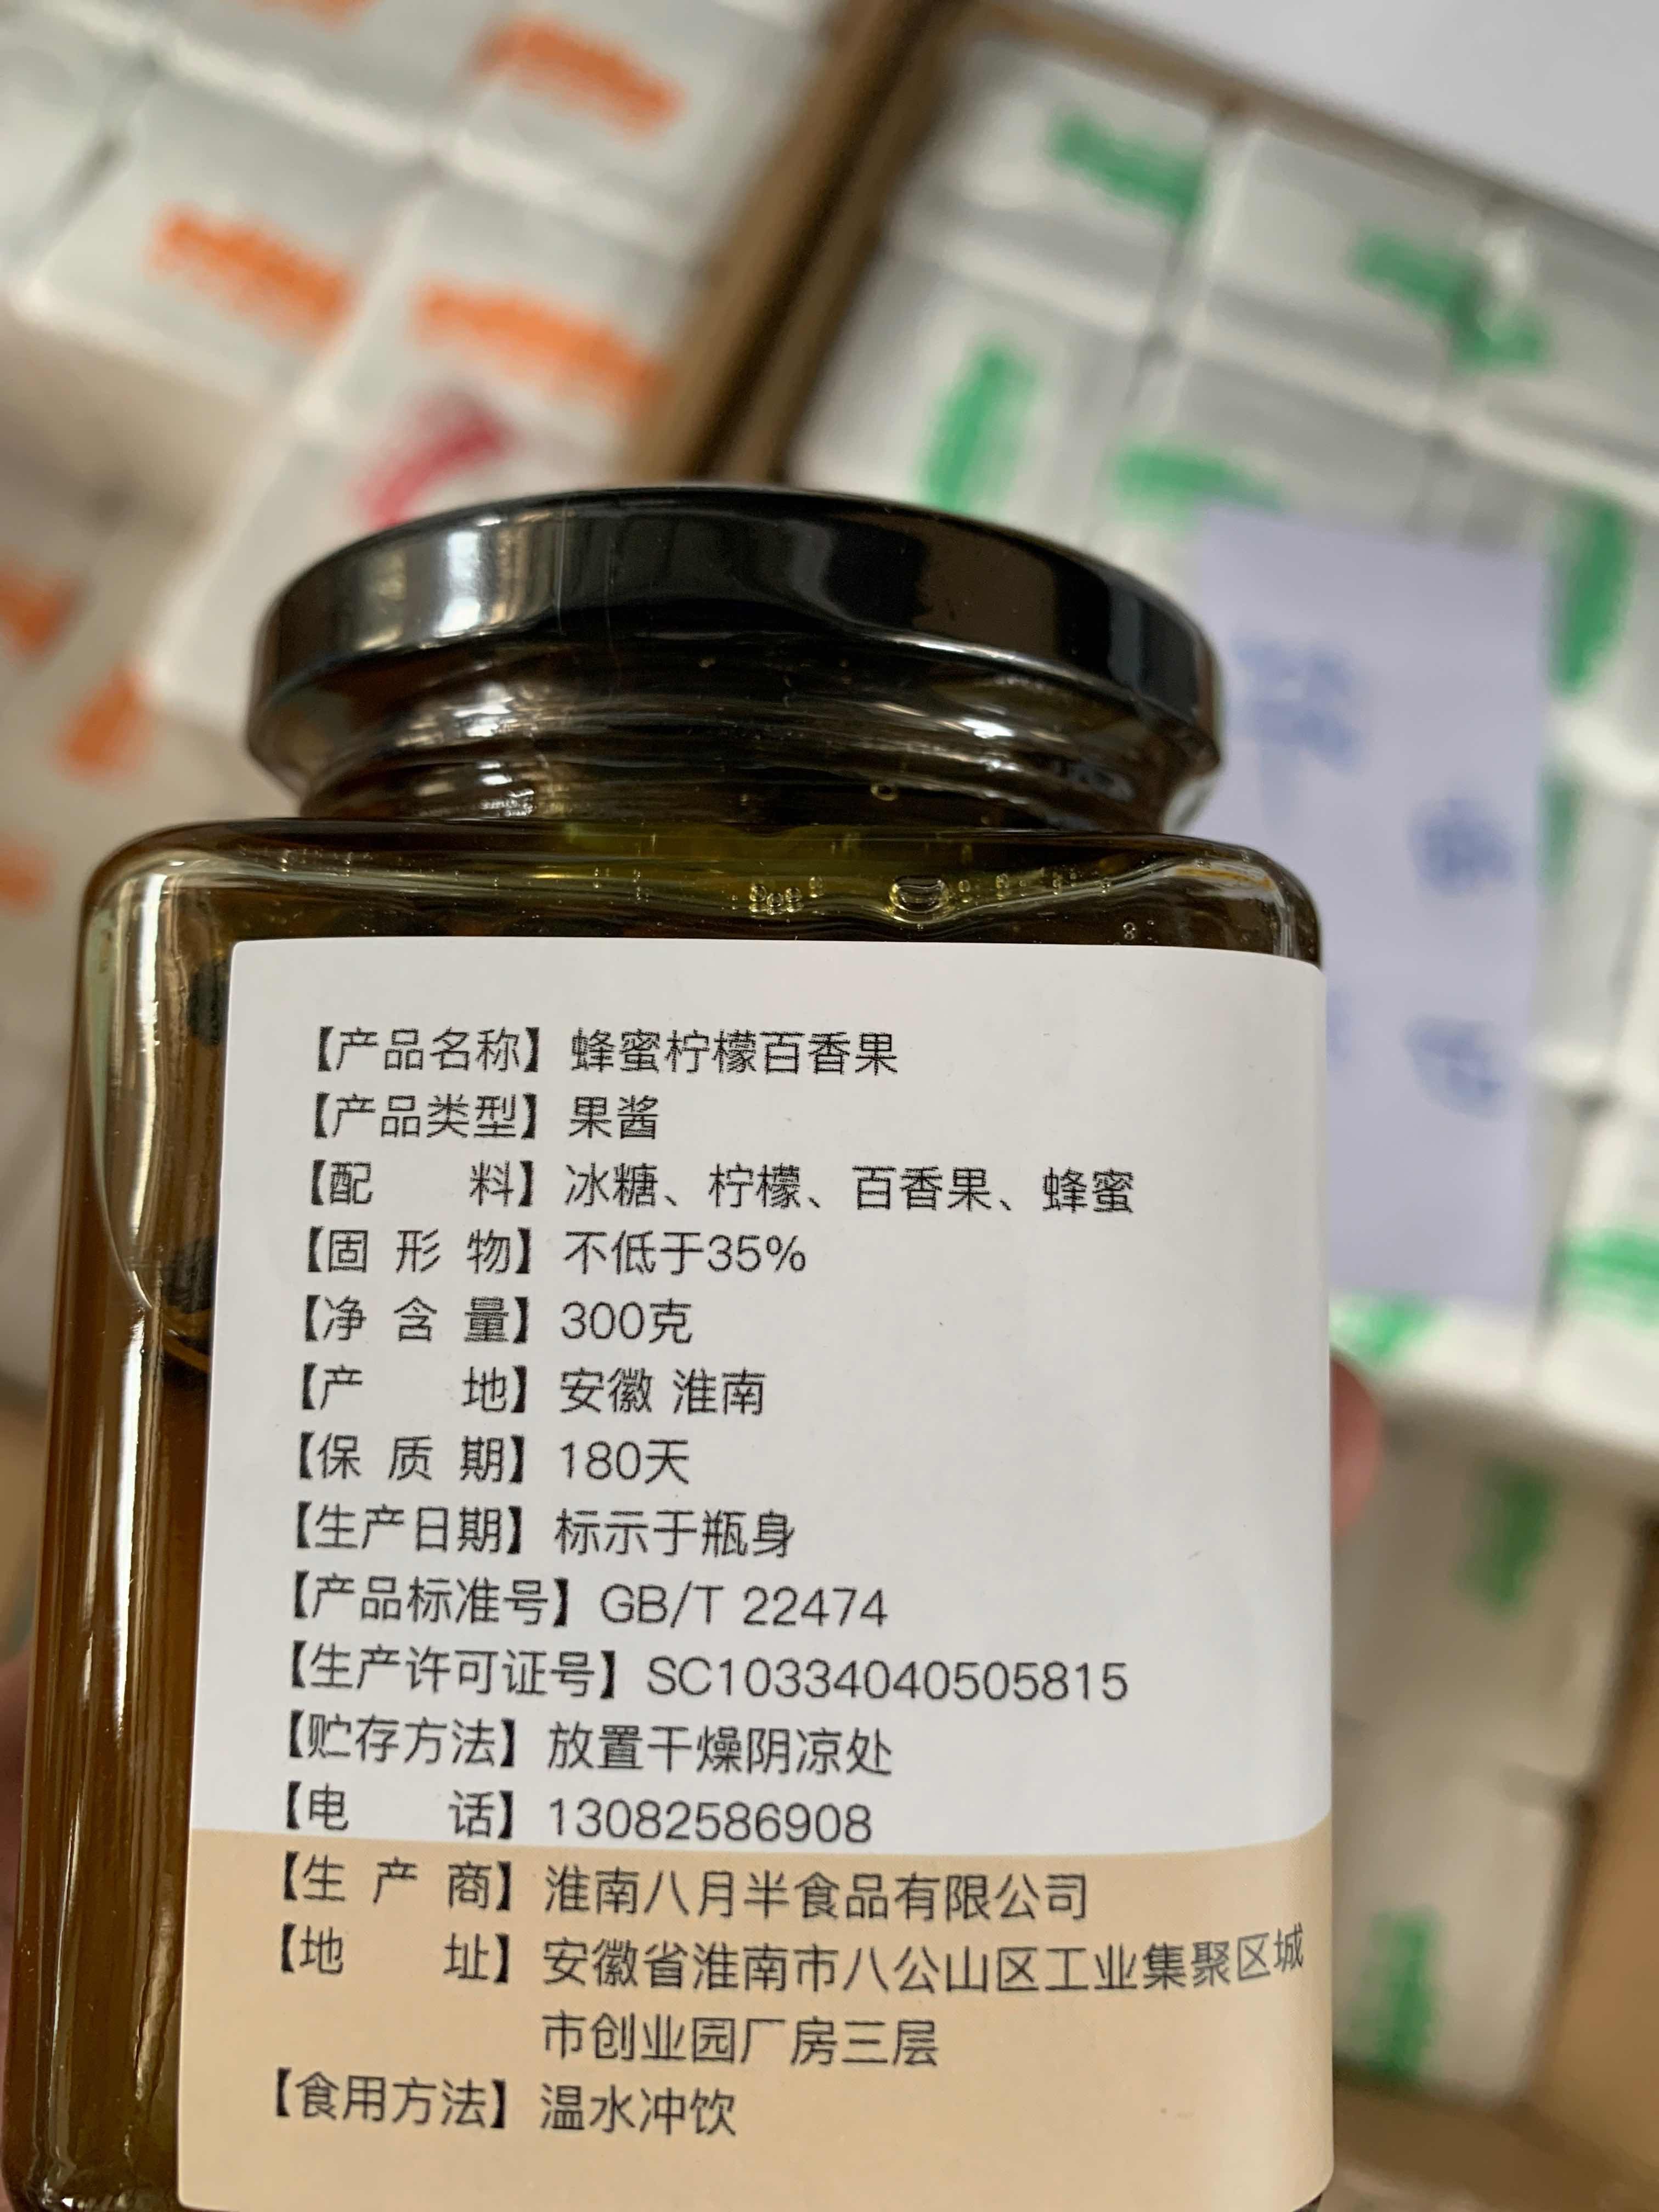 【产品名称】蜂蜜柠檬百香果
【产品类型】果酱
【配料】冰糖、柠檬、百香果、蜂蜜
【固形物】不低于35%
【净含量】300克
【产地】安徽 淮南
【保质期】180天
【生产日期】标示于瓶身
【产品标准号】GB/T 22474
【生产许可证号】SC10334040505815
【贮存方法】放置干燥阴凉处
【电话】13082586908
【生产商】淮南八月半食品有限公司
【地址】安徽省淮南市八公山区工业集聚区城
市创业园厂房三层
【食用方法】温水冲饮